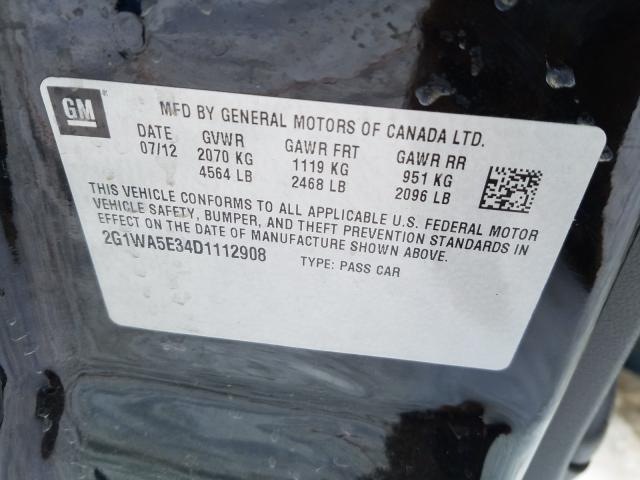 GM
MFD BY GENERAL MOTORS OF CANADA LTD.
DATE GVWR GAWR FRT GAWR RR
07/12 2070 KG 1119 KG 951 KG
4564 LB 2468 LB 2096 LB
THIS VEHICLE CONFORMS TO ALL APPLICABLE U.S. FEDERAL MOTOR
VEHICLE SAFETY, BUMPER, AND THEFT PREVENTION STANDARDS IN
EFFECT ON THE DATE OF MANUFACTURE SHOWN ABOVE.
2G1WA5E34D1112908 TYPE: PASS CAR